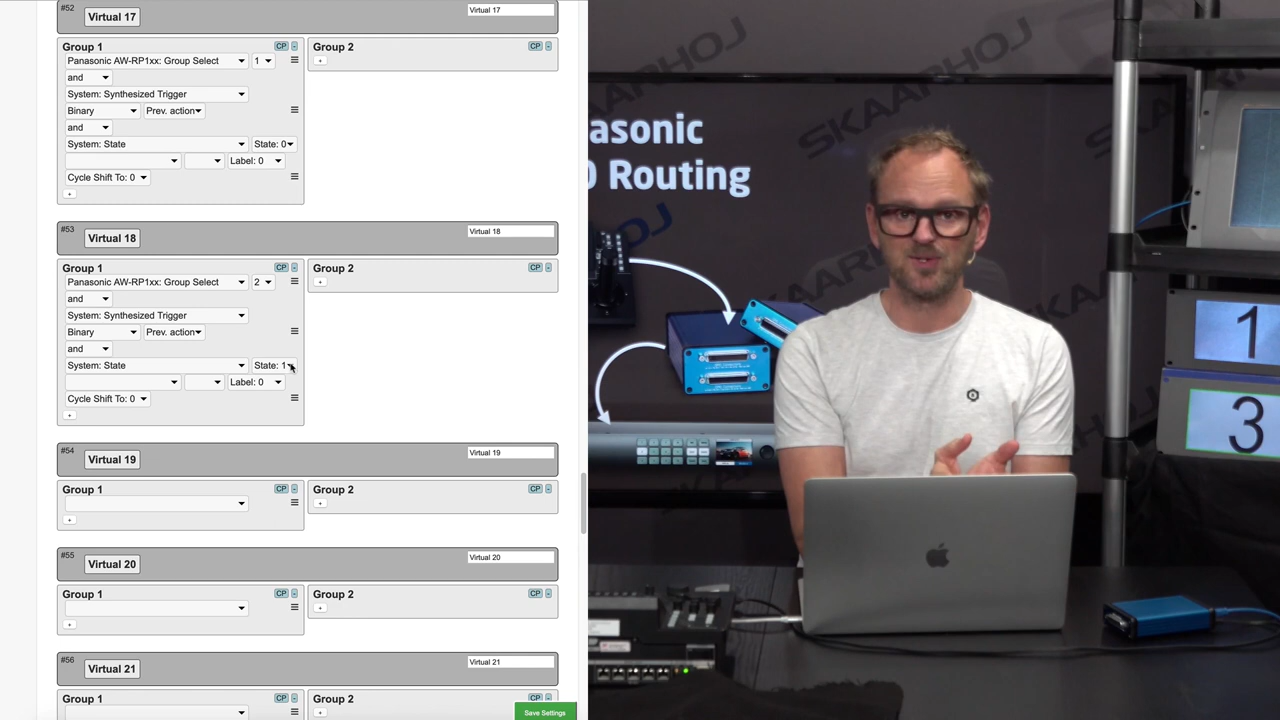 #52
Virtual 17
Virtual 17
Group 1
CP
-
Group 2
CP
-
Panasonic AW-RP1xx: Group Select
1
+
and
System: Synthesized Trigger
Binary
Prev. action
and
System: State
State: 0
Label: 0
Cycle Shift To: 0
+
#53
Virtual 18
Virtual 18
Group 1
CP
-
Group 2
CP
-
Panasonic AW-RP1xx: Group Select
2
+
and
System: Synthesized Trigger
Binary
Prev. action
and
System: State
State: 1
Label: 0
Cycle Shift To: 0
+
#54
Virtual 19
Virtual 19
Group 1
CP
-
Group 2
CP
-
+
+
#55
Virtual 20
Virtual 20
Group 1
CP
-
Group 2
CP
-
+
+
#56
Virtual 21
Virtual 21
Group 1
CP
-
Group 2
CP
-
+
Save Settings
SKAARHOJ
SKAARHOJ
asonic
0 Routing
SKAARHOJ
1
3